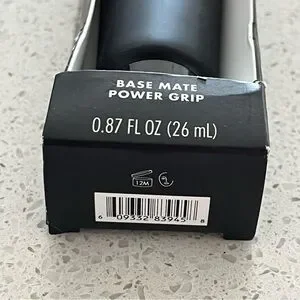 BASE MATE
POWER GRIP
0.87 FL OZ (26 mL)
12M
6 09332 83945 8